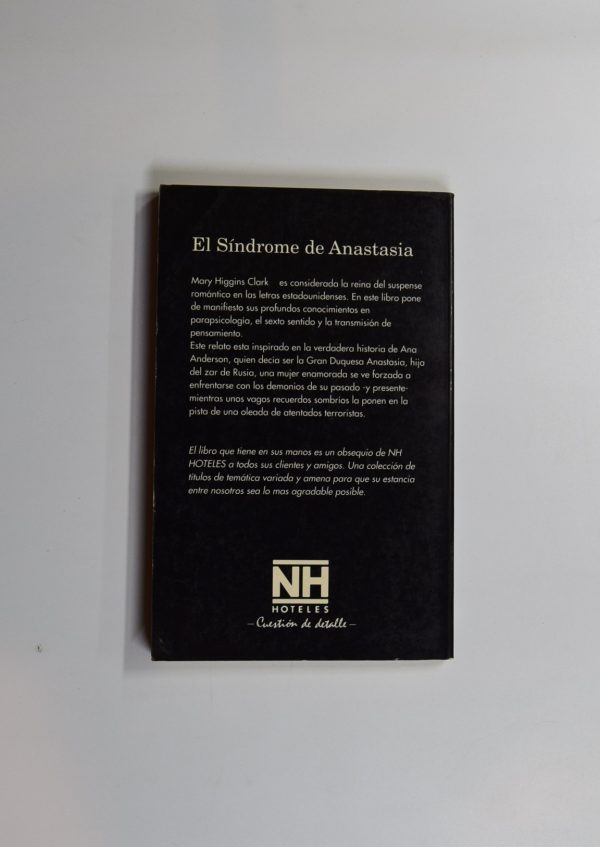 El Síndrome de Anastasia
Mary Higgins Clark es considerada la reina del suspense
romántico en las letras estadounidenses. En este libro pone
de manifiesto sus profundos conocimientos en
parapsicología, el sexto sentido y la transmisión de
pensamiento.
Este relato esta inspirado en la verdadera historia de Ana
Anderson, quien decia ser la Gran Duquesa Anastasia, hija
del zar de Rusia, una mujer enamorada se ve forzada a
enfrentarse con los demonios de su pasado -y presente-
mientras unos vagos recuerdos sombrios la ponen en la
pista de una oleada de atentados terroristas.
El libro que tiene en sus manos es un obsequio de NH
HOTELES a todos sus clientes y amigos. Una colección de
titulos de temática variada y amena para que su estancia
entre nosotros sea lo mas agradable posible.
NH
HOTELES
– Cuestión de detalle –